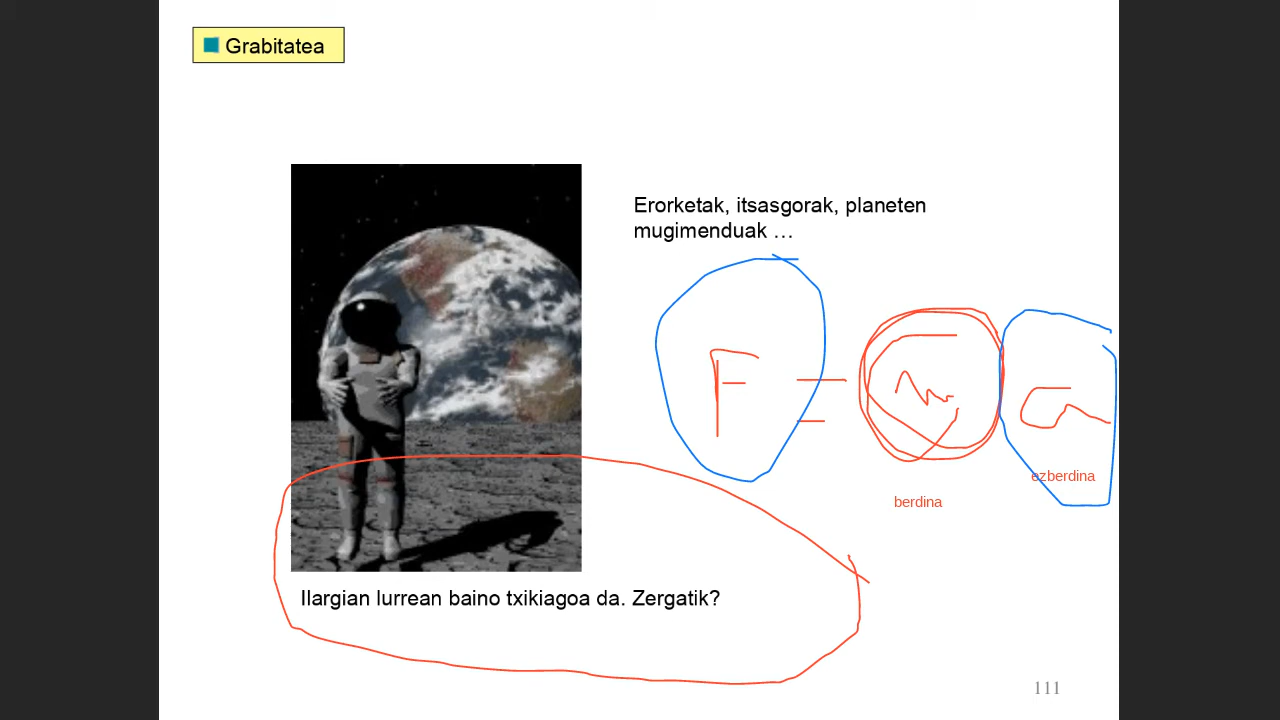 Grabitatea
Erorketak, itsasgorak, planeten
mugimenduak …
F = m G
ezberdina
berdina
Ilargian lurrean baino txikiagoa da. Zergatik?
111